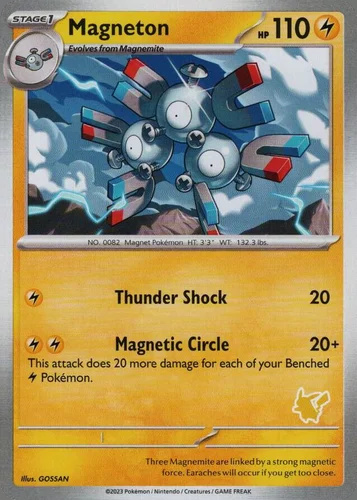 STAGE1 Magneton HP 110
Evolves from Magnemite
NO. 0082 Magnet Pokémon HT: 3'3" WT: 132.3 lbs.
Thunder Shock 20
Magnetic Circle 20+
This attack does 20 more damage for each of your Benched
Pokémon.
Three Magnemite are linked by a strong magnetic
force. Earaches will occur if you get too close.
Illus. GOSSAN
©2023 Pokémon / Nintendo / Creatures / GAME FREAK